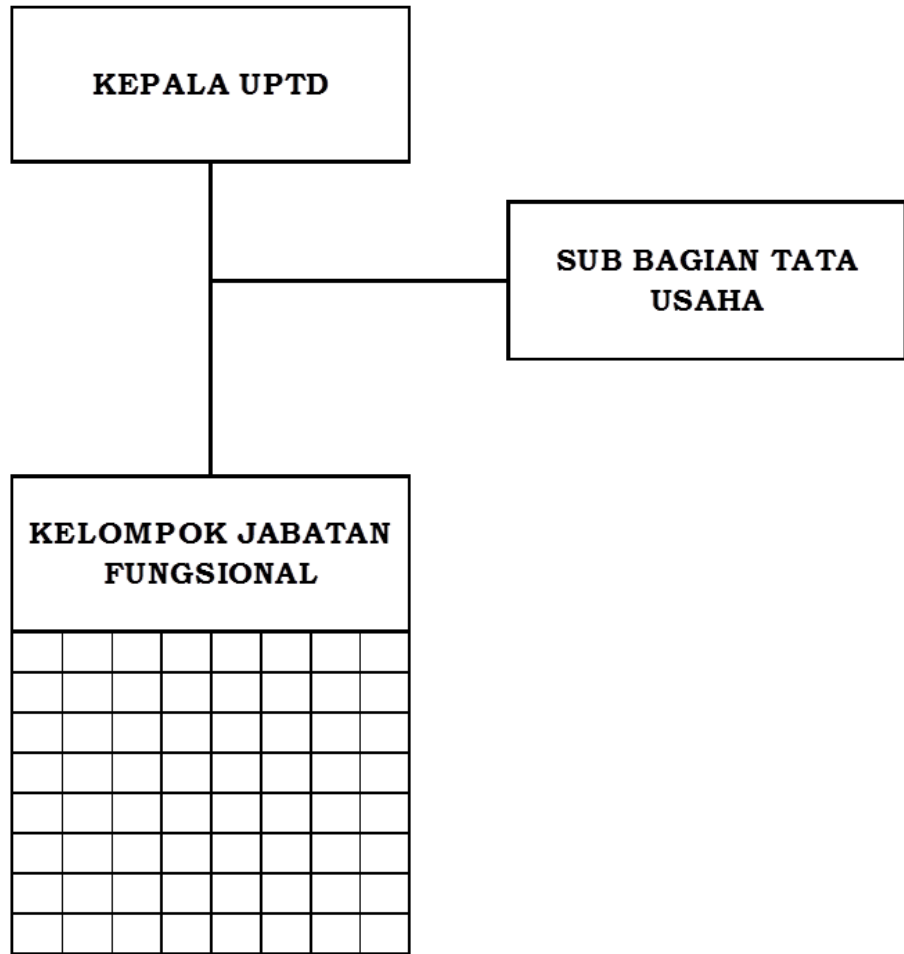 KEPALA UPTD
SUB BAGIAN TATA
USAHA
KELOMPOK JABATAN
FUNGSIONAL